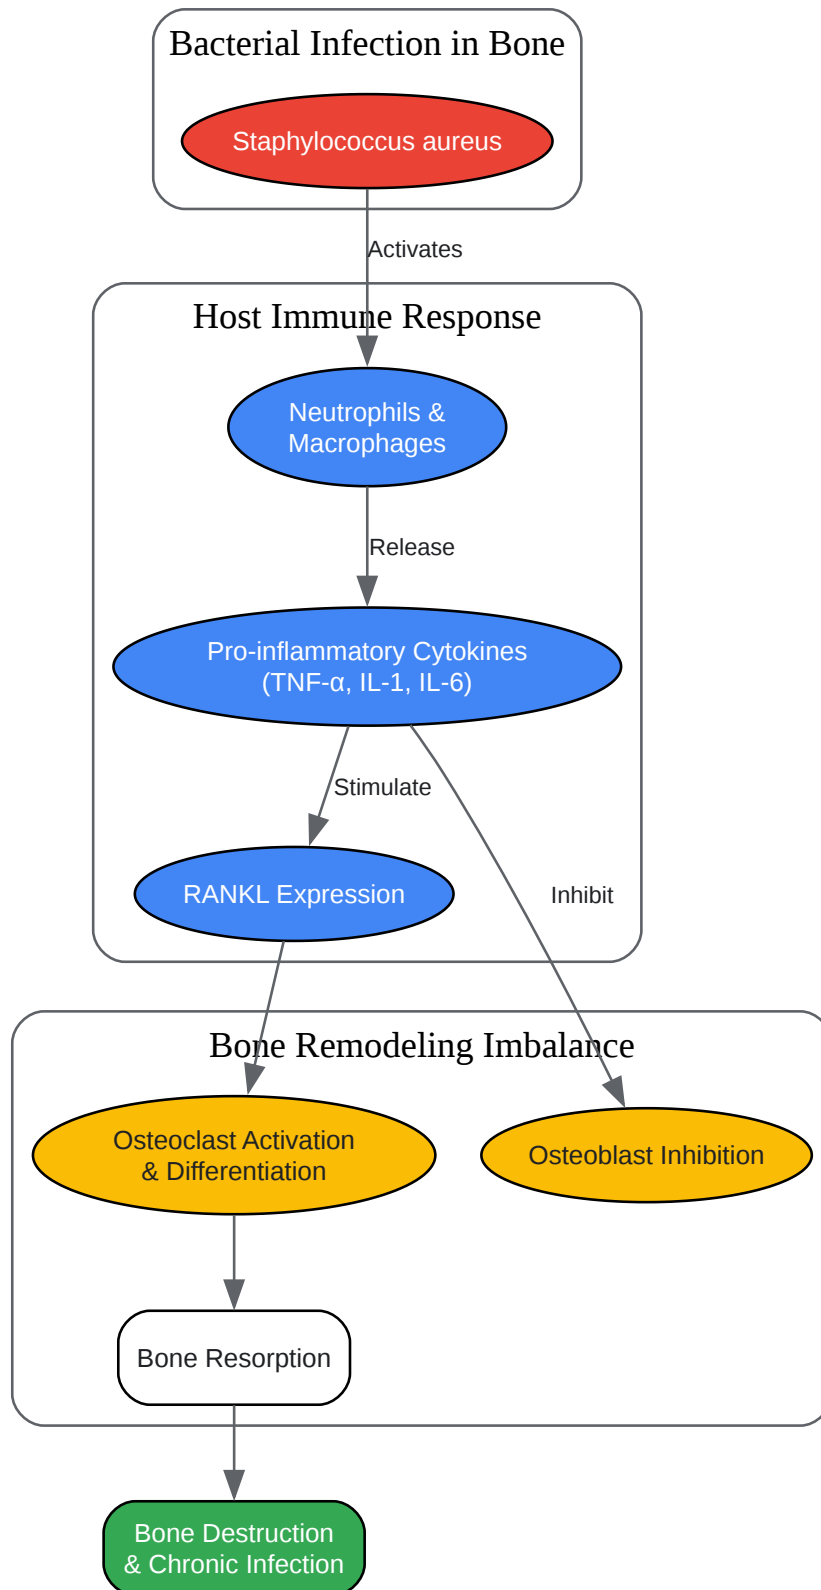 Bacterial Infection in Bone
Staphylococcus aureus
Activates
Host Immune Response
Neutrophils &
Macrophages
Release
Pro-inflammatory Cytokines
(TNF-α, IL-1, IL-6)
Stimulate
RANKL Expression
Inhibit
Bone Remodeling Imbalance
Osteoclast Activation
& Differentiation
Osteoblast Inhibition
Bone Resorption
Bone Destruction
& Chronic Infection